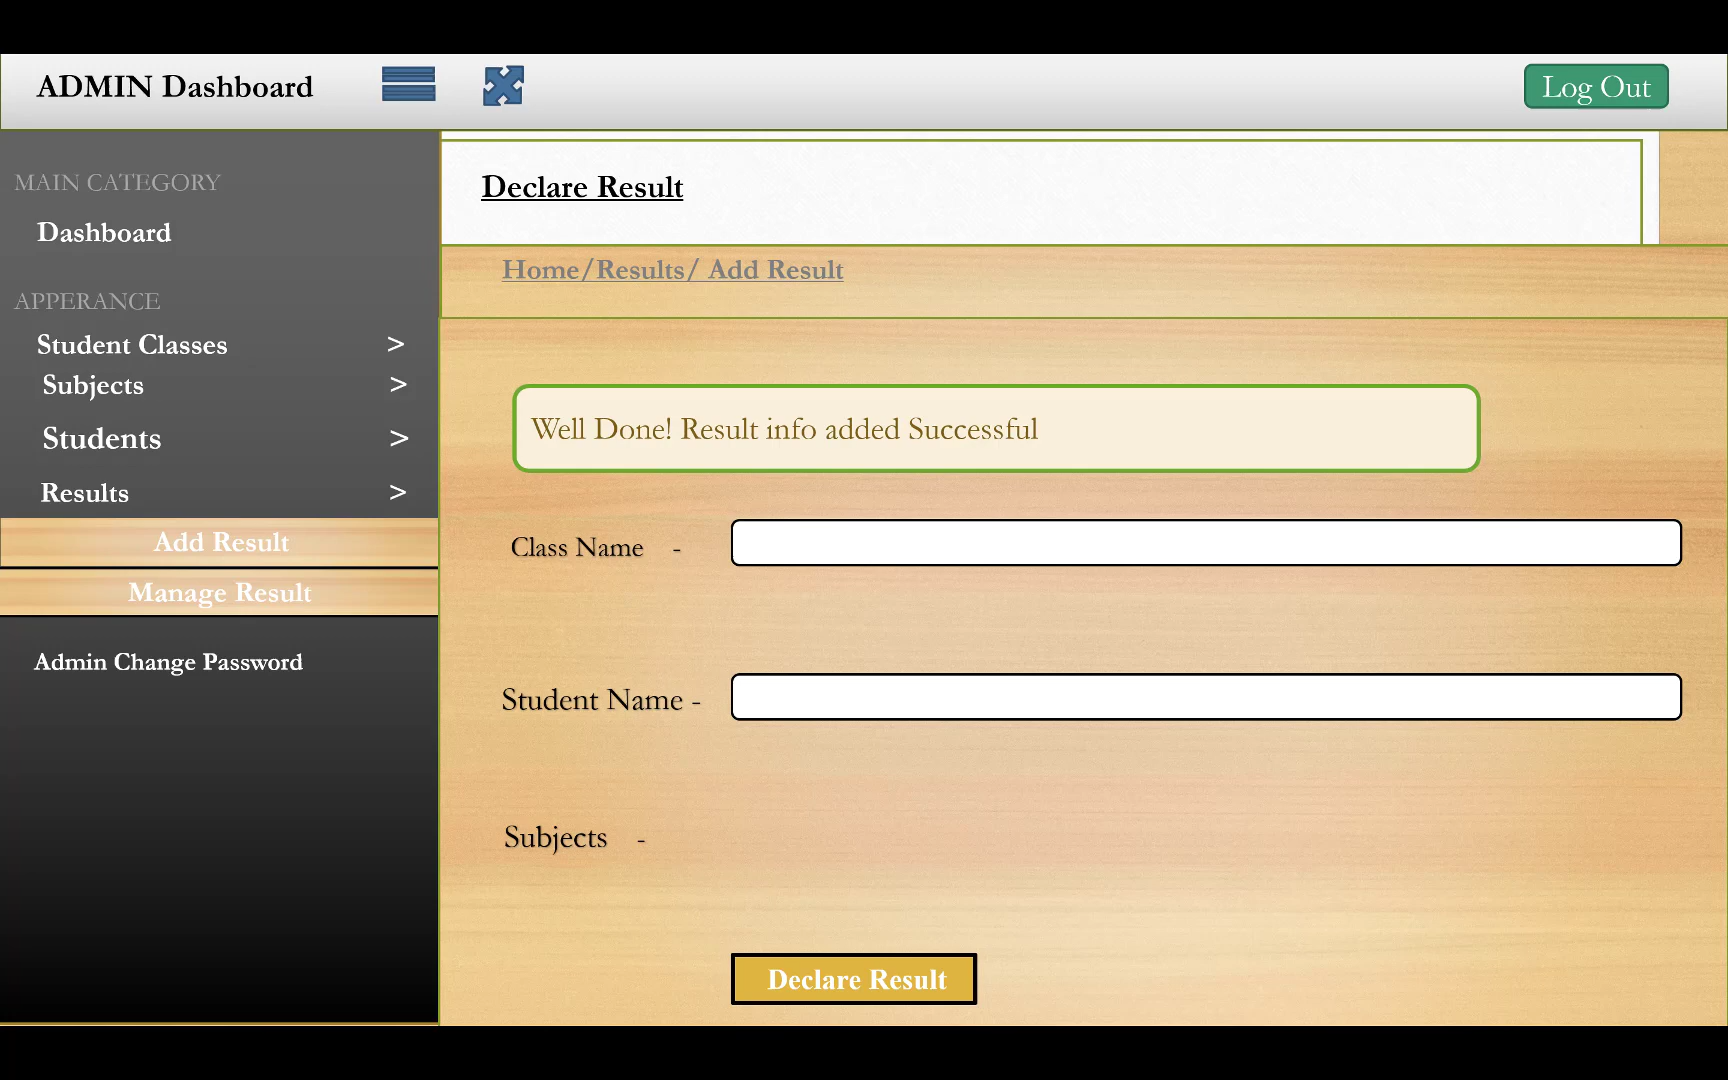 ADMIN Dashboard
Log Out
MAIN CATEGORY
Dashboard
APPERANCE
Student Classes >
Subjects >
Students >
Results >
Add Result
Manage Result
Admin Change Password
Declare Result
Home/Results/ Add Result
Well Done! Result info added Successful
Class Name -
Student Name -
Subjects -
Declare Result